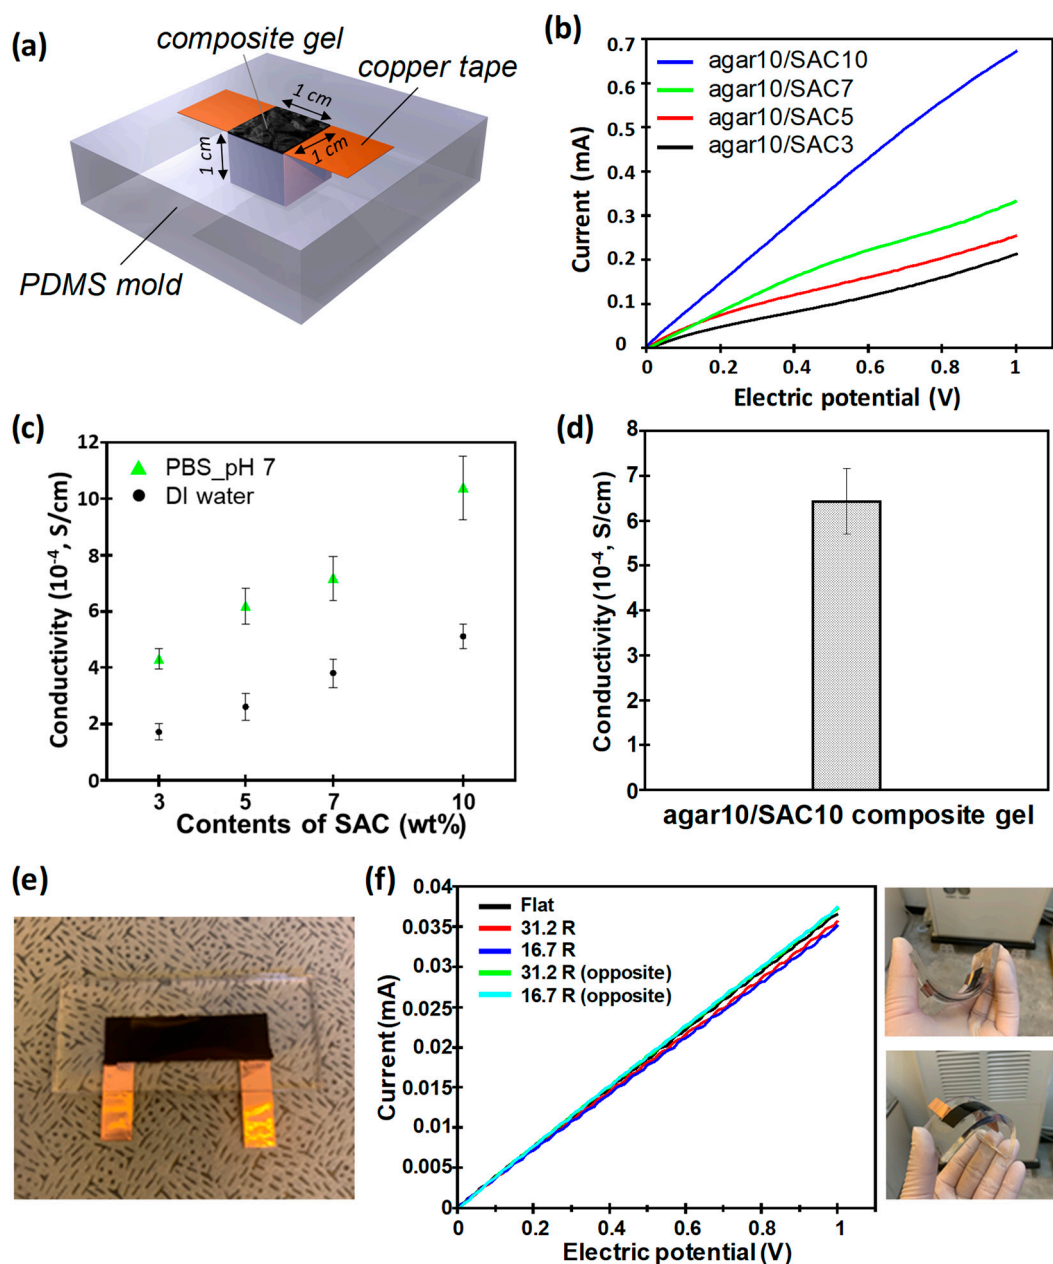 (a)
composite gel
copper tape
1 cm
1 cm
1 cm
PDMS mold
(b)
agar10/SAC10
agar10/SAC7
agar10/SAC5
agar10/SAC3
Current (mA)
0.7
0.6
0.5
0.4
0.3
0.2
0.1
0
0 0.2 0.4 0.6 0.8 1
Electric potential (V)
(c)
PBS_pH 7
DI water
Conductivity (10⁻⁴, S/cm)
12
10
8
6
4
2
0
3 5 7 10
Contents of SAC (wt%)
(d)
Conductivity (10⁻⁴, S/cm)
8
7
6
5
4
3
2
1
0
agar10/SAC10 composite gel
(e)
(f)
Flat
31.2 R
16.7 R
31.2 R (opposite)
16.7 R (opposite)
Current (mA)
0.04
0.035
0.03
0.025
0.02
0.015
0.01
0.005
0
0 0.2 0.4 0.6 0.8 1
Electric potential (V)